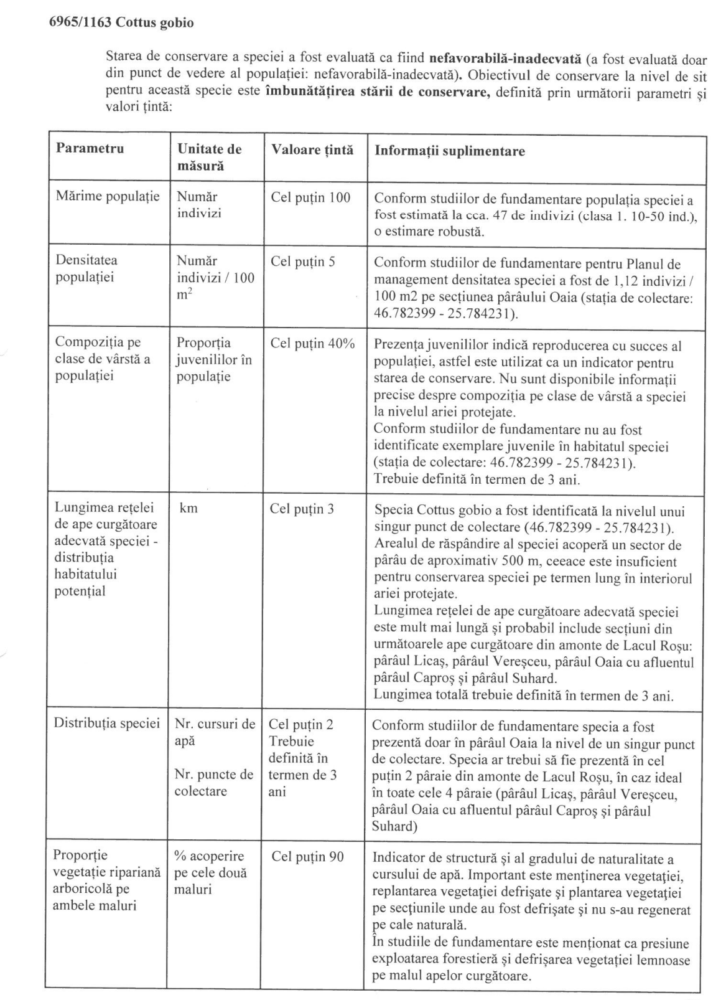 6965/1163 Cottus gobio
Starea de conservare a speciei a fost evaluată ca fiind nefavorabilă-inadecvată (a fost evaluată doar
din punct de vedere al populației: nefavorabilă-inadecvată). Obiectivul de conservare la nivel de sit
pentru această specie este îmbunătățirea stării de conservare, definită prin următorii parametri și
valori țintă:
Parametru
Unitate de
măsură
Valoare țintă
Informații suplimentare
Mărime populație
Număr
indivizi
Cel puțin 100
Conform studiilor de fundamentare populația speciei a
fost estimată la cca. 47 de indivizi (clasa 1. 10-50 ind.),
o estimare robustă.
Densitatea
populației
Număr
indivizi / 100
m²
Cel puțin 5
Conform studiilor de fundamentare pentru Planul de
management densitatea speciei a fost de 1,12 indivizi /
100 m2 pe secțiunea pârâului Oaia (stația de colectare:
46.782399 - 25.784231).
Compoziția pe
clase de vârstă a
populației
Proporția
juvenililor în
populație
Cel puțin 40%
Prezența juvenililor indică reproducerea cu succes al
populației, astfel este utilizat ca un indicator pentru
starea de conservare. Nu sunt disponibile informații
precise despre compoziția pe clase de vârstă a speciei
la nivelul ariei protejate.
Conform studiilor de fundamentare nu au fost
identificate exemplare juvenile în habitatul speciei
(stația de colectare: 46.782399 - 25.784231).
Trebuie definită în termen de 3 ani.
Lungimea rețelei
de ape curgătoare
adecvată speciei -
distribuția
habitatului
potențial
km
Cel puțin 3
Specia Cottus gobio a fost identificată la nivelul unui
singur punct de colectare (46.782399 - 25.784231).
Arealul de răspândire al speciei acoperă un sector de
pârâu de aproximativ 500 m, ceeace este insuficient
pentru conservarea speciei pe termen lung în interiorul
ariei protejate.
Lungimea rețelei de ape curgătoare adecvată speciei
este mult mai lungă și probabil include secțiuni din
următoarele ape curgătoare din amonte de Lacul Roșu:
pârâul Licaș, pârâul Vereșceu, pârâul Oaia cu afluentul
pârâul Caproș și pârâul Suhard.
Lungimea totală trebuie definită în termen de 3 ani.
Distribuția speciei
Nr. cursuri de
apă
Nr. puncte de
colectare
Cel puțin 2
Trebuie
definită în
termen de 3
ani
Conform studiilor de fundamentare specia a fost
prezentă doar în pârâul Oaia la nivel de un singur punct
de colectare. Specia ar trebui să fie prezentă în cel
puțin 2 pâraie din amonte de Lacul Roșu, în caz ideal
în toate cele 4 pâraie (pârâul Licaș, pârâul Vereșceu,
pârâul Oaia cu afluentul pârâul Caproș și pârâul
Suhard)
Proporție
vegetație ripariană
arboricolă pe
ambele maluri
% acoperire
pe cele două
maluri
Cel puțin 90
Indicator de structură și al gradului de naturalitate a
cursului de apă. Important este menţinerea vegetaţiei,
replantarea vegetaţiei defrişate şi plantarea vegetaţiei
pe secţiunile unde au fost defrişate şi nu s-au regenerat
pe cale naturală.
În studiile de fundamentare este menționat ca presiune
exploatarea forestieră și defrișarea vegetației lemnoase
pe malul apelor curgătoare.